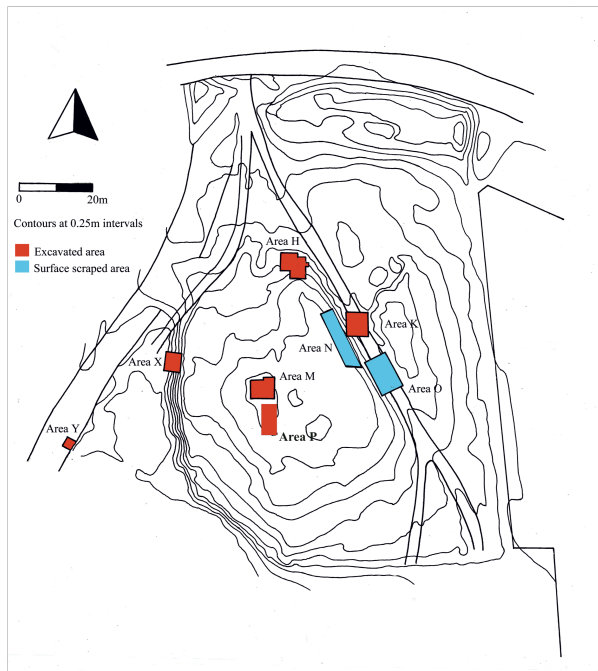 0
20m
Contours at 0.25m intervals
Excavated area
Surface scraped area
Area H
Area K
Area N
Area X
Area M
Area O
Area Y
Area P